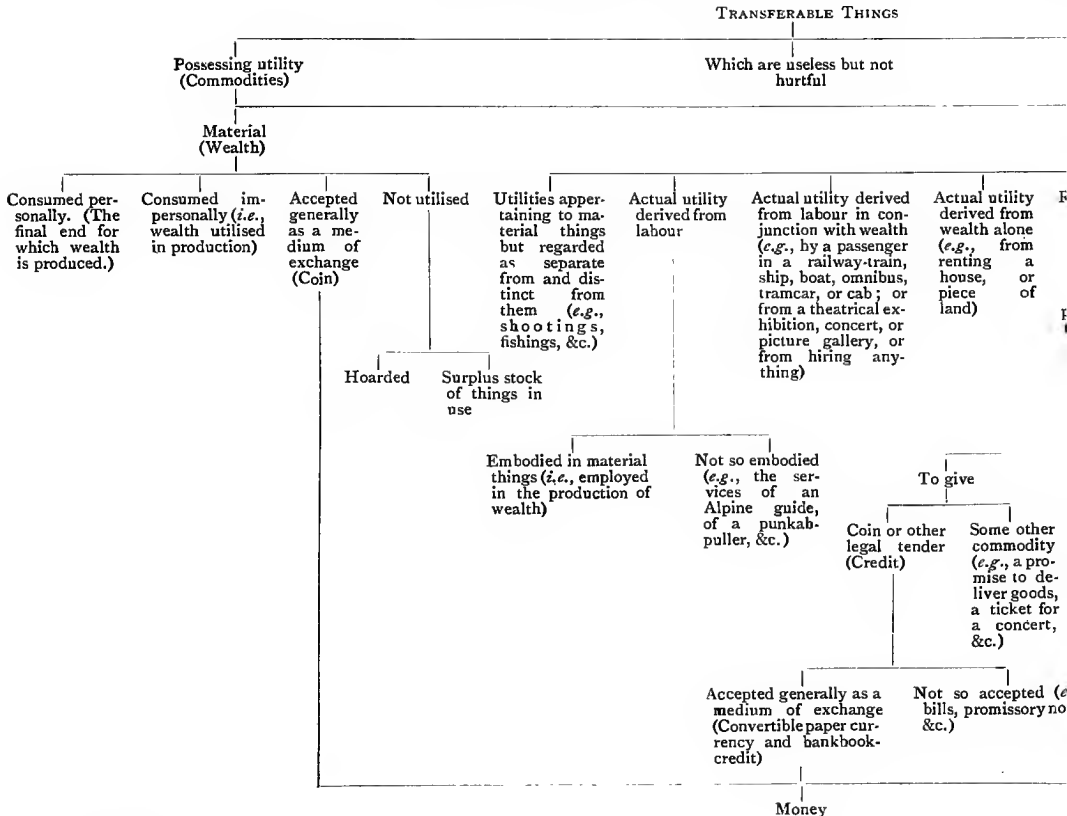 TRANSFERABLE THINGS
Possessing utility
(Commodities)
Which are useless but not
hurtful
Material
(Wealth)
Consumed per-
sonally. (The
final end for
which wealth
is produced.)
Consumed im-
personally (i.e.,
wealth utilised
in production)
Accepted
generally
as a me-
dium of
exchange
(Coin)
Not utilised
Utilities apper-
taining to ma-
terial things
but regarded
as separate
from and dis-
tinct from
them (e.g.,
shootings,
fishings, &c.)
Actual utility
derived from
labour
Actual utility derived
from labour in con-
junction with wealth
(e.g., by a passenger
in a railway-train,
ship, boat, omnibus,
tramcar, or cab; or
from a theatrical ex-
hibition, concert, or
picture gallery, or
from hiring any-
thing)
Actual utility
derived from
wealth alone
(e.g., from
renting a
house, or
piece of
land)
R
Hoarded
Surplus stock
of things in
use
Embodied in material
things (i.e., employed
in the production of
wealth)
Not so embodied
(e.g., the ser-
vices of an
Alpine guide,
of a punkah-
puller, &c.)
To give
Coin or other
legal tender
(Credit)
Some other
commodity
(e.g., a pro-
mise to de-
liver goods,
a ticket for
a concert,
&c.)
Accepted generally as a
medium of exchange
(Convertible paper cur-
rency and bankbook-
credit)
Not so accepted (e
bills, promissory no
&c.)
Money